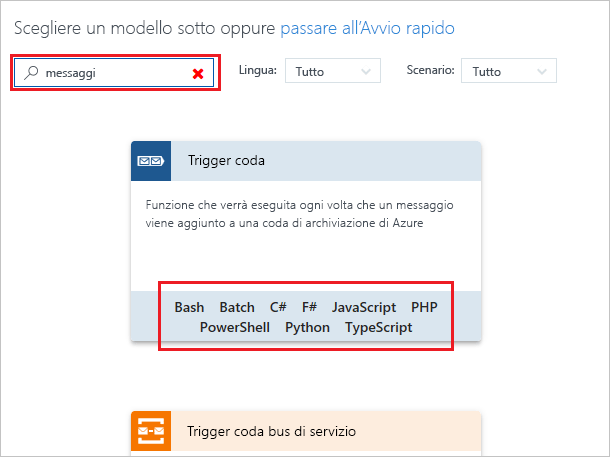 Scegliere un modello sotto oppure passare all'Avvio rapido
messaggi Lingua: Tutto Scenario: Tutto
Trigger coda
Funzione che verrà eseguita ogni volta che un messaggio
viene aggiunto a una coda di archiviazione di Azure
Bash Batch C# F# JavaScript PHP
PowerShell Python TypeScript
Trigger coda bus di servizio